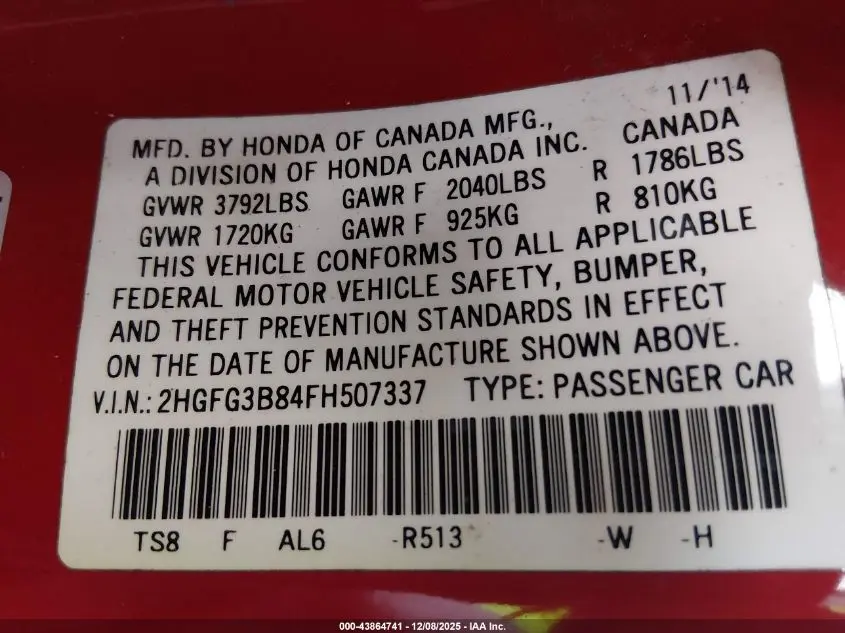 11/'14
MFD. BY HONDA OF CANADA MFG., CANADA
A DIVISION OF HONDA CANADA INC.
GVWR 3792LBS GAWR F 2040LBS R 1786LBS
GVWR 1720KG GAWR F 925KG R 810KG
THIS VEHICLE CONFORMS TO ALL APPLICABLE
FEDERAL MOTOR VEHICLE SAFETY, BUMPER,
AND THEFT PREVENTION STANDARDS IN EFFECT
ON THE DATE OF MANUFACTURE SHOWN ABOVE.
V.I.N.: 2HGFG3B84FH507337 TYPE: PASSENGER CAR
TS8 F AL6 -R513 -W -H
000-43864741 - 12/08/2025 - IAA Inc.